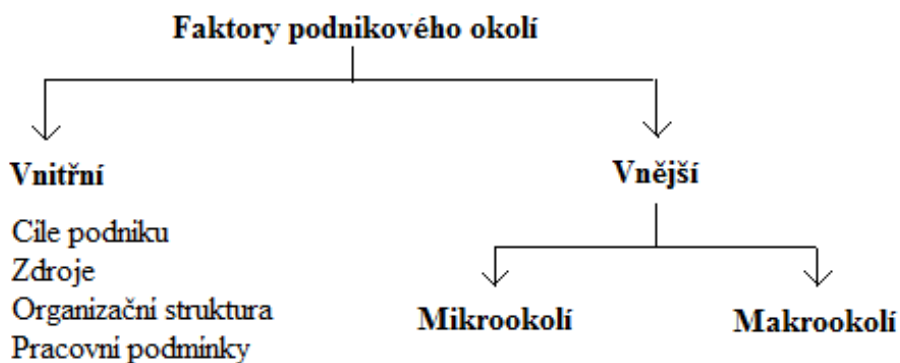 Faktory podnikového okolí
Vnitřní
Vnější
Cíle podniku
Zdroje
Organizační struktura
Pracovní podmínky
Mikrookolí
Makrookolí